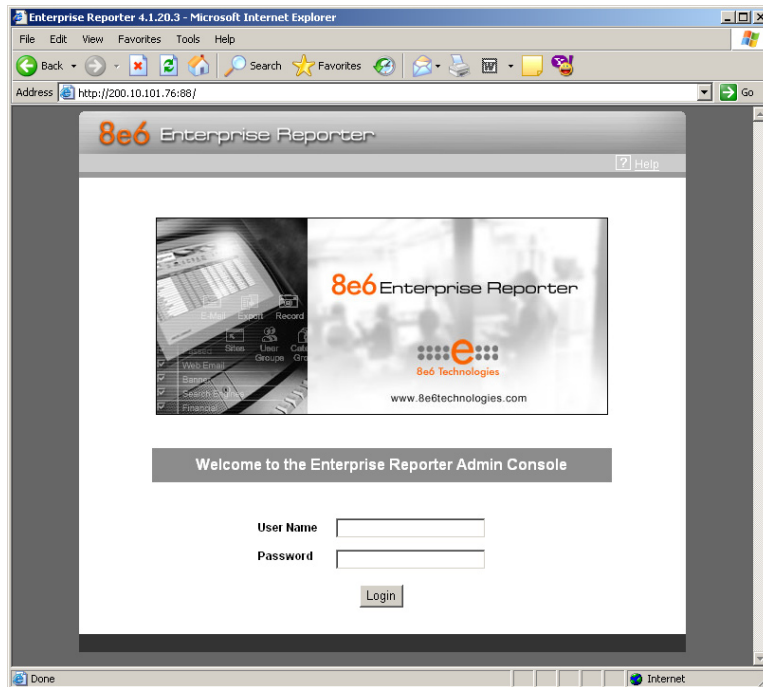 Enterprise Reporter 4.1.20.3 - Microsoft Internet Explorer
File Edit View Favorites Tools Help
Back Search Favorites
Address http://200.10.101.76:88/ Go
8e6 Enterprise Reporter
? Help
8e6 Enterprise Reporter
E-Mail Export Record
Sites User Groups
Web Email
Banner
Search Engines
Financial
e
8e6 Technologies
www.8e6technologies.com
Welcome to the Enterprise Reporter Admin Console
User Name
Password
Login
Done Internet